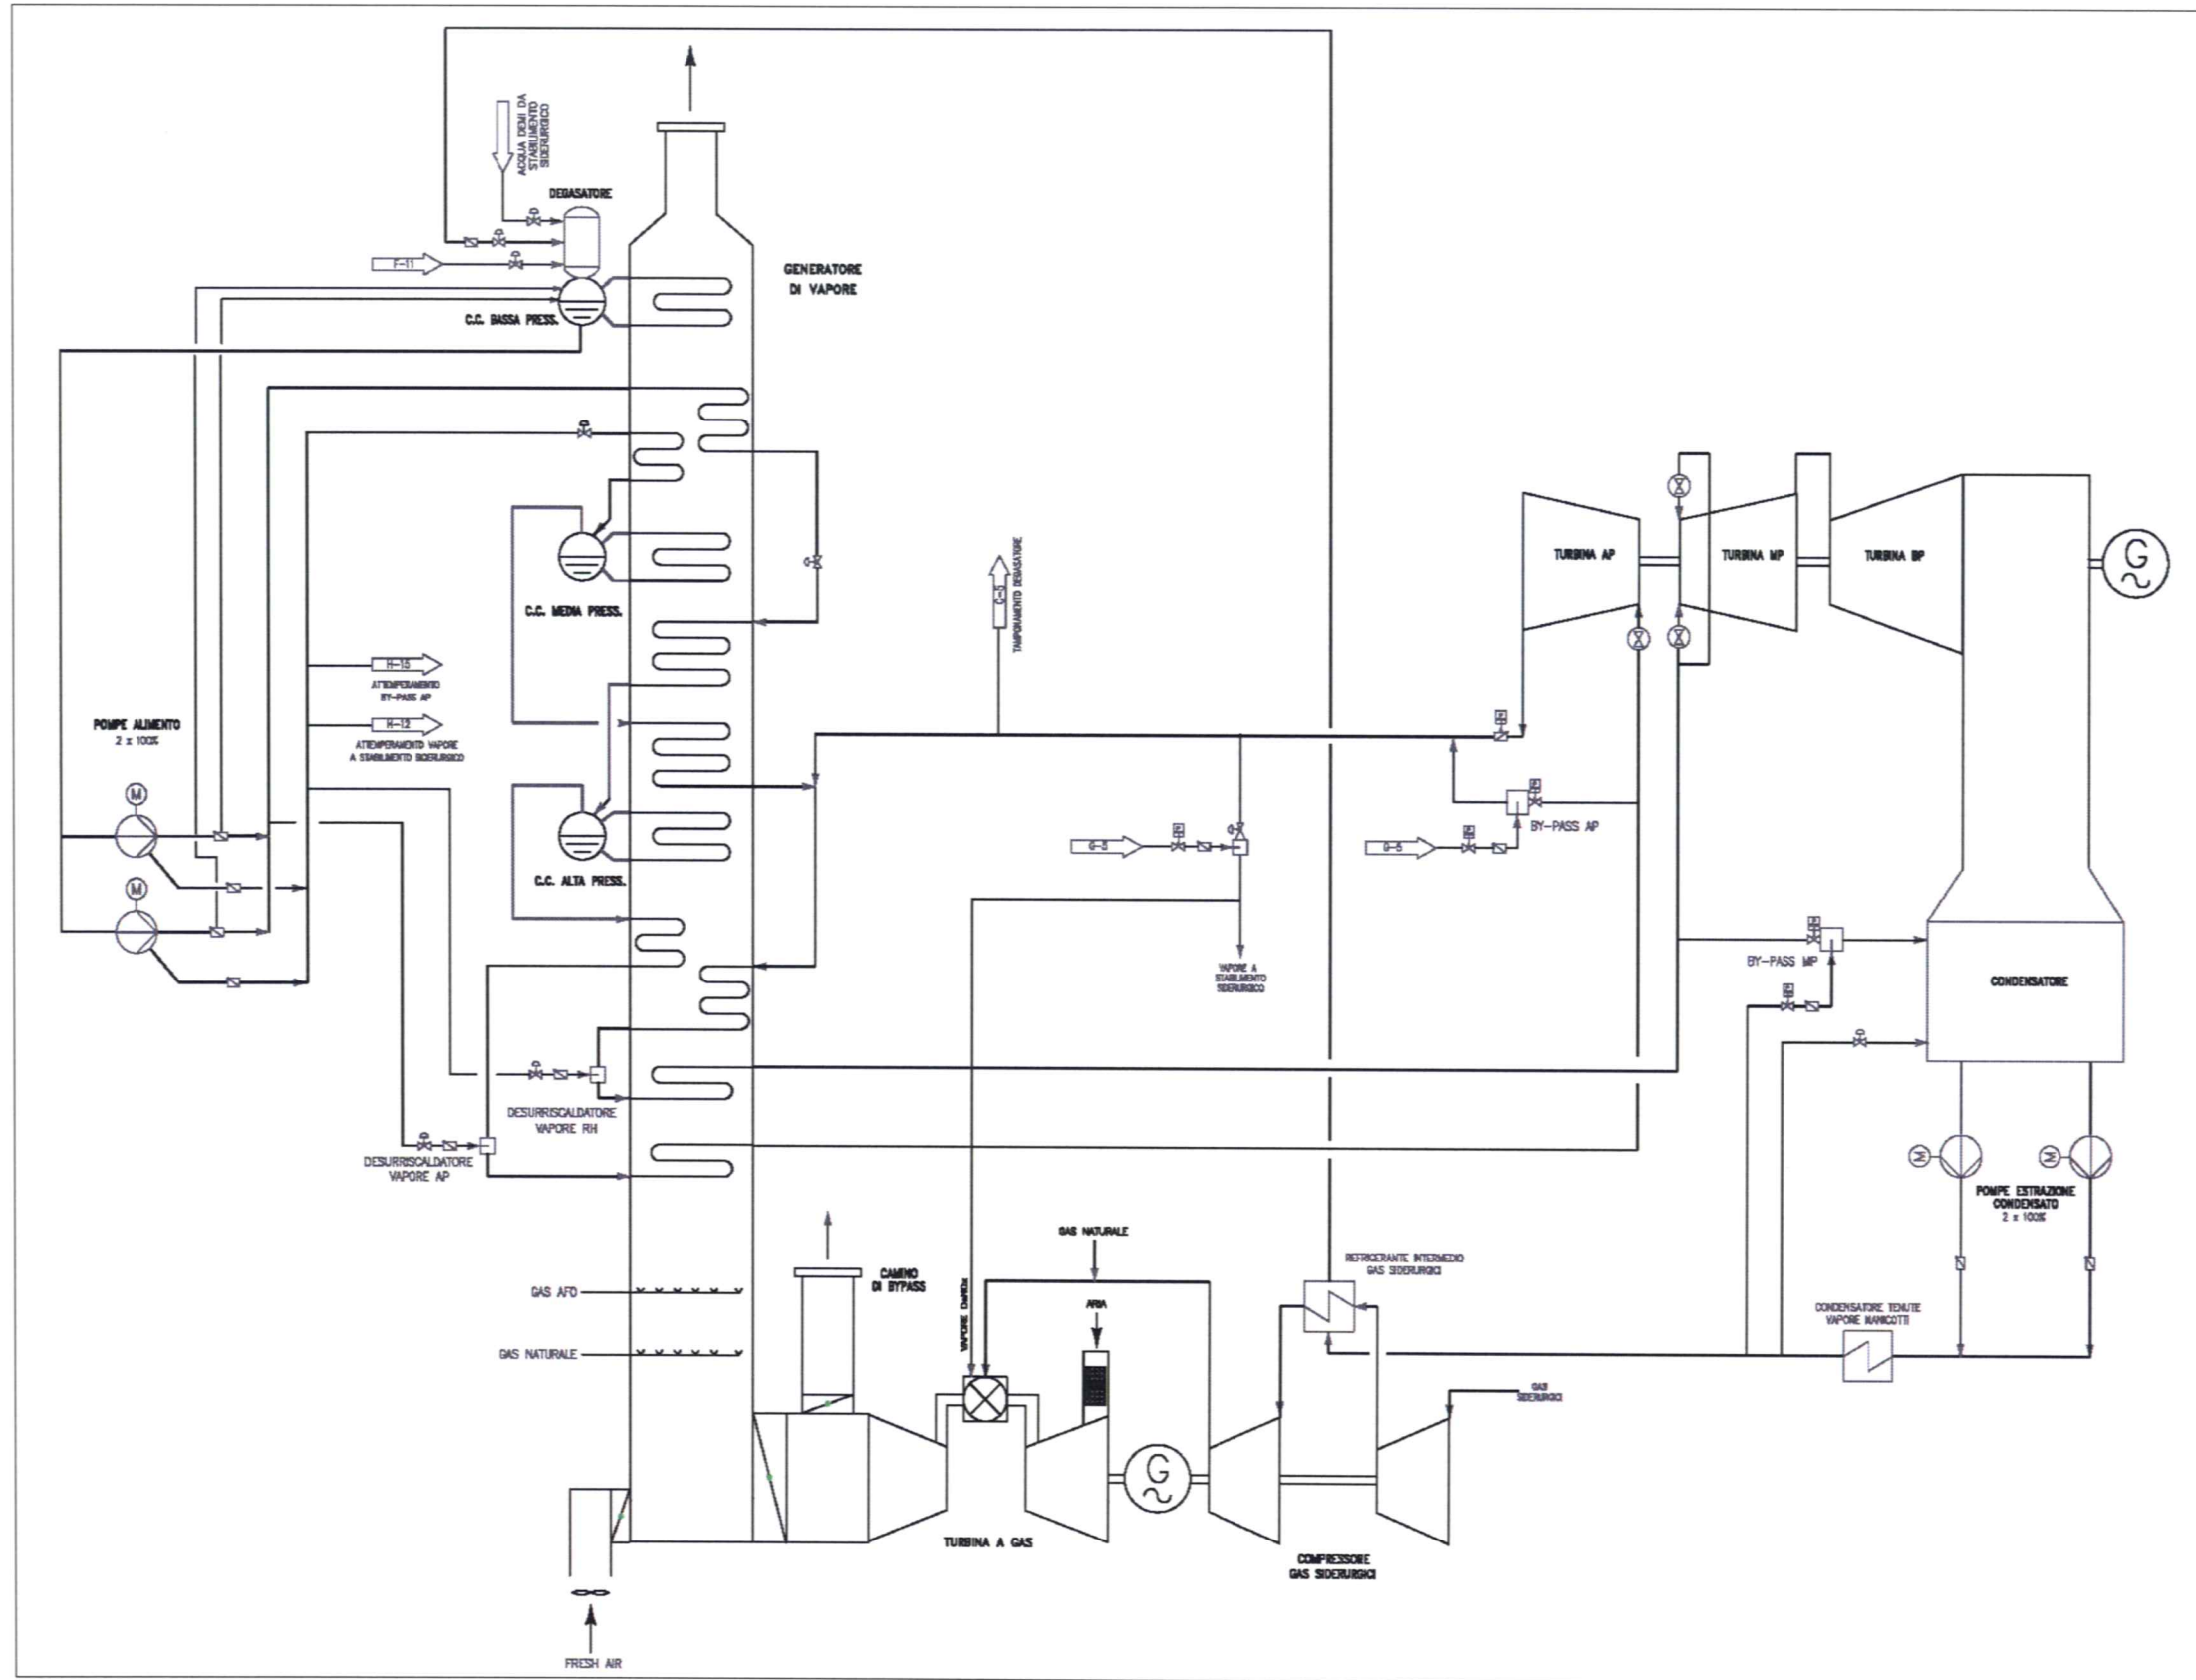 ACQUA DEMI DA
STABILIMENTO
SIDERURGICO
DEGASATORE
F-11
C.C. BASSA PRESS.
GENERATORE
DI VAPORE
C.C. MEDIA PRESS.
H-15
ATTEMPERAMENTO
BY-PASS AP
H-12
ATTEMPERAMENTO VAPORE
A STABILIMENTO SIDERURGICO
POMPE ALIMENTO
2 x 100%
M
M
C.C. ALTA PRESS.
C-5
TAMPONAMENTO DEGASATORE
TURBINA AP
TURBINA MP
TURBINA BP
G
BY-PASS AP
VAPORE A
STABILIMENTO
SIDERURGICO
BY-PASS MP
CONDENSATORE
DESURRISCALDATORE
VAPORE RH
DESURRISCALDATORE
VAPORE AP
M
M
POMPE ESTRAZIONE
CONDENSATO
2 x 100%
GAS AFO
GAS NATURALE
CAMINO
DI BYPASS
VAPORE DeNOx
GAS NATURALE
ARIA
REFRIGERANTE INTERMEDIO
GAS SIDERURGICI
CONDENSATORE TENUTE
VAPORE MANICOTTI
GAS
SIDERURGICI
G
TURBINA A GAS
COMPRESSORE
GAS SIDERURGICI
FRESH AIR